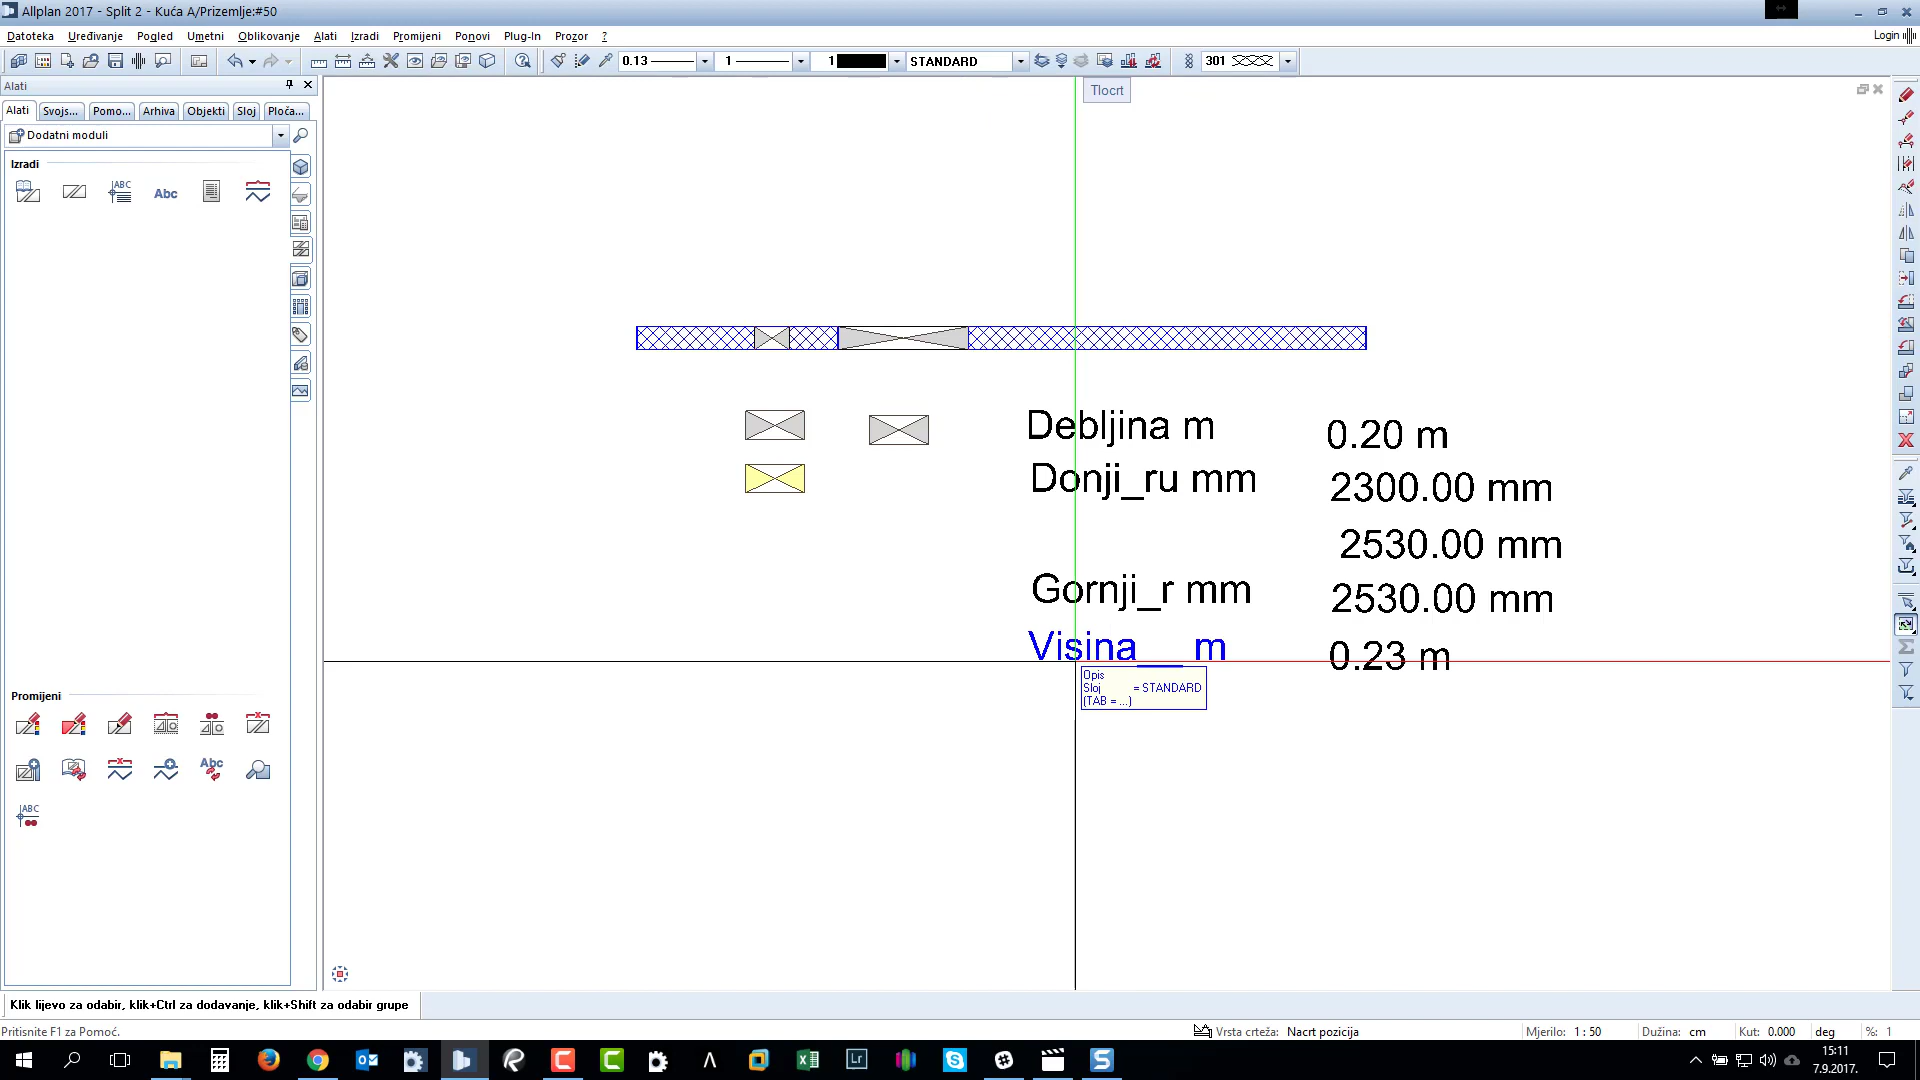 Allplan 2017 - Split 2 - Kuća A/Prizemlje:#50
Datoteka Uređivanje Pogled Umetni Oblikovanje Alati Izradi Promijeni Ponovi Plug-In Prozor ?
Login
0.13 1 1 STANDARD 301
Alati
Tlocrt
Alati Svojs... Pomo... Arhiva Objekti Sloj Ploča...
Dodatni moduli
Izradi
ABC Abc
Debljina m 0.20 m
Donji_ru mm 2300.00 mm
2530.00 mm
Gornji_r mm 2530.00 mm
Visina___ m 0.23 m
Opis
Sloj = STANDARD
(TAB = ...)
Promijeni
Abc
ABC
Klik lijevo za odabir, klik+Ctrl za dodavanje, klik+Shift za odabir grupe
Pritisnite F1 za Pomoć.
Vrsta crteža: Nacrt pozicija
Mjerilo: 1 : 50 Dužina: cm Kut: 0.000 deg %: 1
Lr
15:11
7.9.2017.